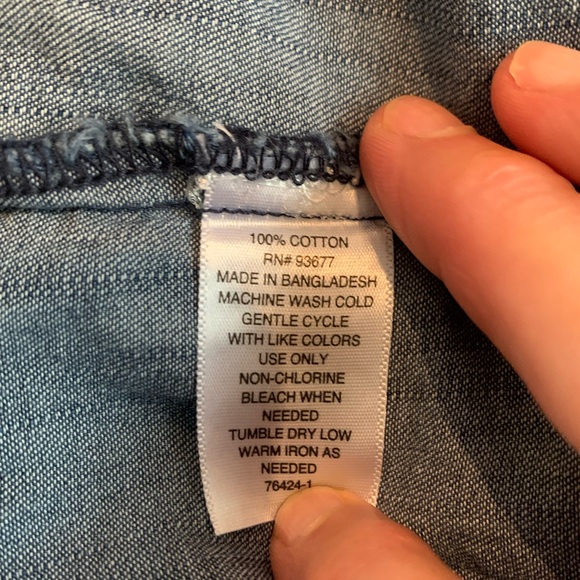 100% COTTON
RN# 93677
MADE IN BANGLADESH
MACHINE WASH COLD
GENTLE CYCLE
WITH LIKE COLORS
USE ONLY
NON-CHLORINE
BLEACH WHEN
NEEDED
TUMBLE DRY LOW
WARM IRON AS
NEEDED
76424-1